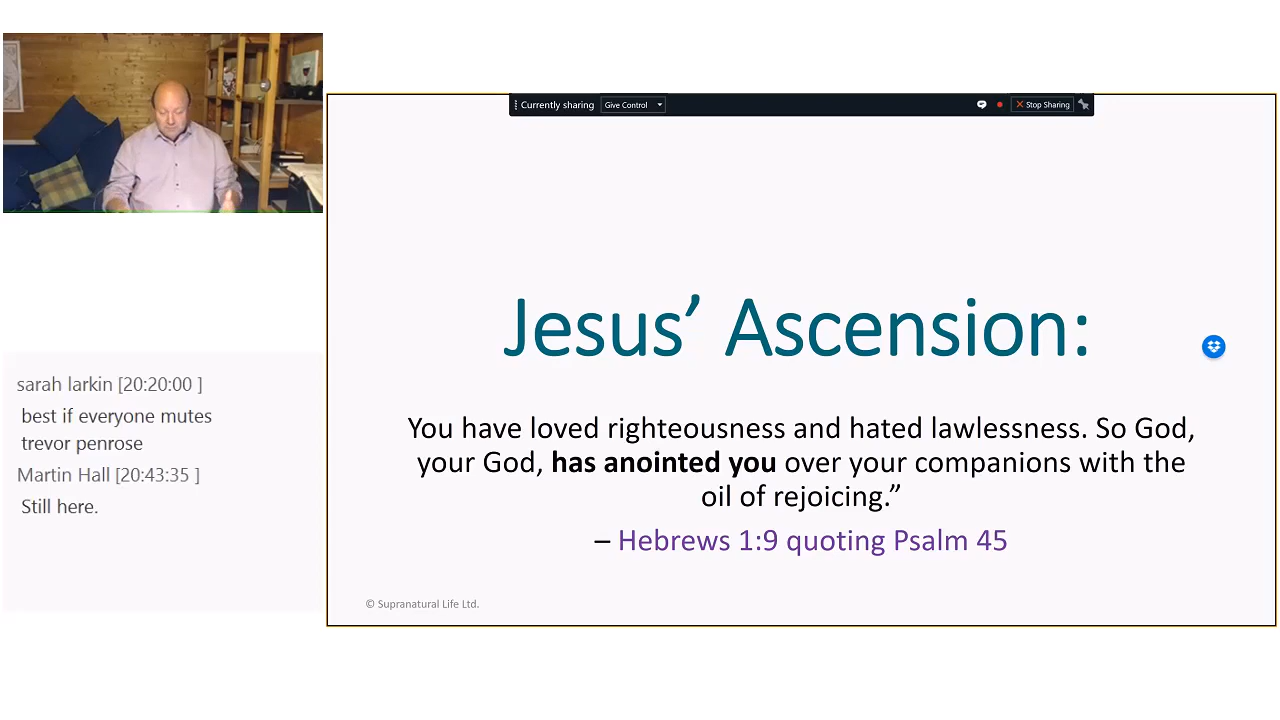 Currently sharing
Give Control
Stop Sharing
Jesus’ Ascension:
You have loved righteousness and hated lawlessness. So God,
your God, has anointed you over your companions with the
oil of rejoicing.”
– Hebrews 1:9 quoting Psalm 45
© Supranatural Life Ltd.
sarah larkin [20:20:00 ]
best if everyone mutes
trevor penrose
Martin Hall [20:43:35 ]
Still here.